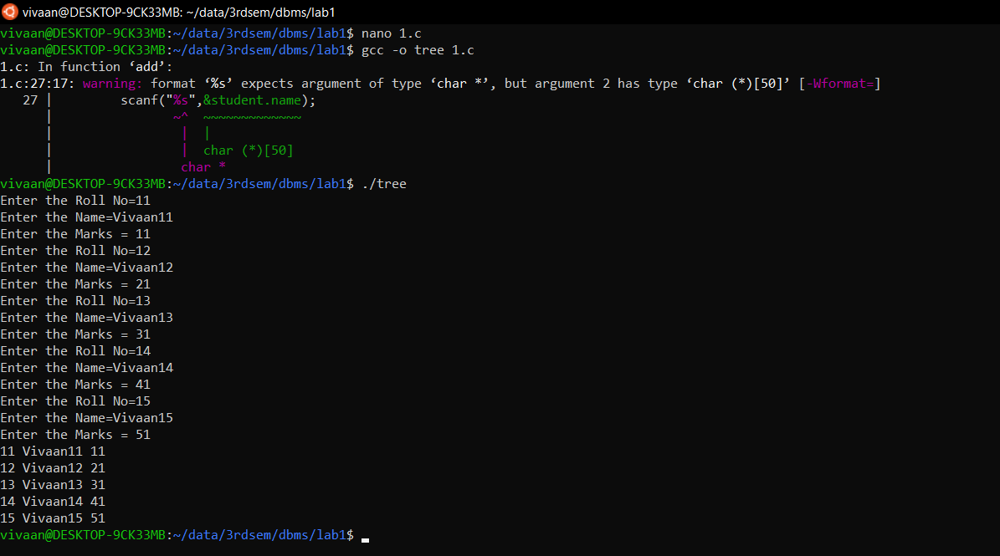 vivaan@DESKTOP-9CK33MB: ~/data/3rdsem/dbms/lab1
vivaan@DESKTOP-9CK33MB:~/data/3rdsem/dbms/lab1$ nano 1.c
vivaan@DESKTOP-9CK33MB:~/data/3rdsem/dbms/lab1$ gcc -o tree 1.c
1.c: In function ‘add’:
1.c:27:17: warning: format ‘%s’ expects argument of type ‘char *’, but argument 2 has type ‘char (*)[50]’ [-Wformat=]
   27 |         scanf("%s",&student.name);
      |                ~^  ~~~~~~~~~~~~~
      |                 |  |
      |                 |  char (*)[50]
      |                 char *
vivaan@DESKTOP-9CK33MB:~/data/3rdsem/dbms/lab1$ ./tree
Enter the Roll No=11
Enter the Name=Vivaan11
Enter the Marks = 11
Enter the Roll No=12
Enter the Name=Vivaan12
Enter the Marks = 21
Enter the Roll No=13
Enter the Name=Vivaan13
Enter the Marks = 31
Enter the Roll No=14
Enter the Name=Vivaan14
Enter the Marks = 41
Enter the Roll No=15
Enter the Name=Vivaan15
Enter the Marks = 51
11 Vivaan11 11
12 Vivaan12 21
13 Vivaan13 31
14 Vivaan14 41
15 Vivaan15 51
vivaan@DESKTOP-9CK33MB:~/data/3rdsem/dbms/lab1$